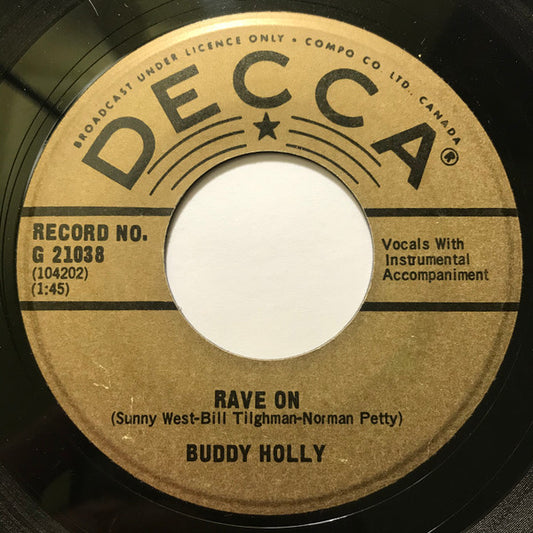 BROADCAST UNDER LICENCE ONLY • COMPO CO LTD., CANADA
DECCA®
RECORD NO.
G 21038
(104202)
(1:45)
Vocals With
Instrumental
Accompaniment
RAVE ON
(Sunny West-Bill Tilghman-Norman Petty)
BUDDY HOLLY